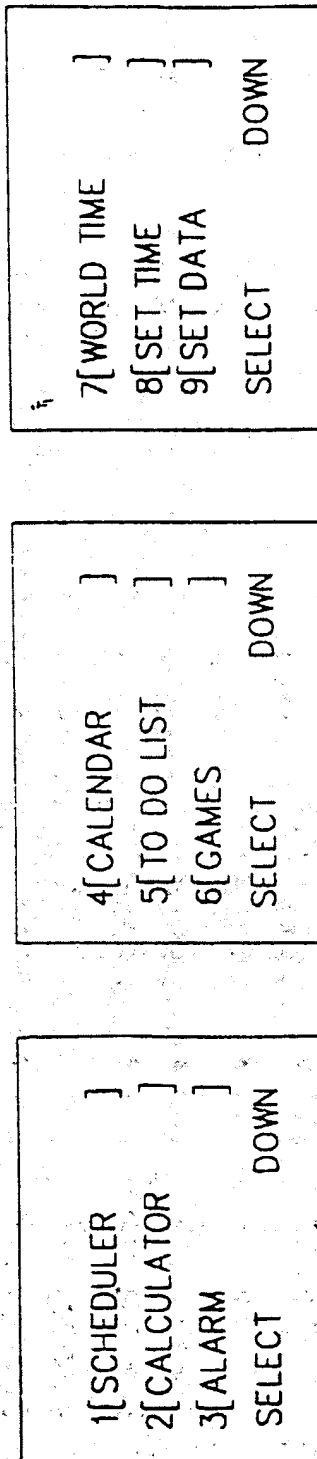 1[SCHEDULER ]
2[CALCULATOR ]
3[ALARM ]
SELECT DOWN
4[CALENDAR ]
5[TO DO LIST ]
6[GAMES ]
SELECT DOWN
7[WORLD TIME ]
8[SET TIME ]
9[SET DATA ]
SELECT DOWN